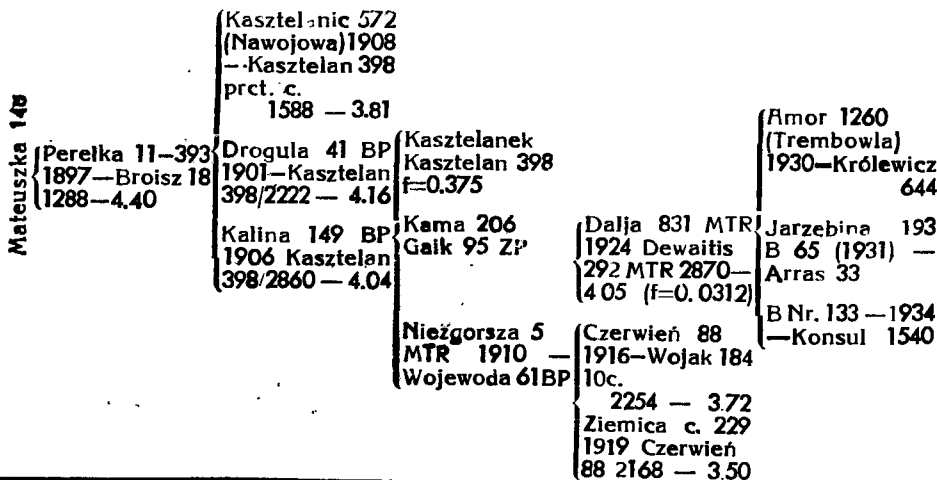 Mateuszka 148
Perełka 11–393
1897—Broisz 18
1288—4.40
Kasztelanic 572
(Nawojowa) 1908
—Kasztelan 398
prct. c.
1588 — 3.81
Drogula 41 BP
1901—Kasztelan
398/2222 — 4.16
Kalina 149 BP
1906 Kasztelan
398/2860 — 4.04
Kasztelanek
Kasztelan 398
f=0.375
Kama 206
Gaik 95 ZP
Nieżgorsza 5
MTR 1910 —
Wojewoda 61 BP
Dalja 831 MTR
1924 Dewaitis
292 MTR 2870—
4 05 (f=0.0312)
Czerwień 88
1916—Wojak 184
10c.
2254 — 3.72
Ziemica c. 229
1919 Czerwień
88 2168 — 3.50
Amor 1260
(Trembowla)
1930—Królewicz
644
Jarzebina 193
B 65 (1931) —
Arras 33
B Nr. 133 — 1934
—Konsul 1540